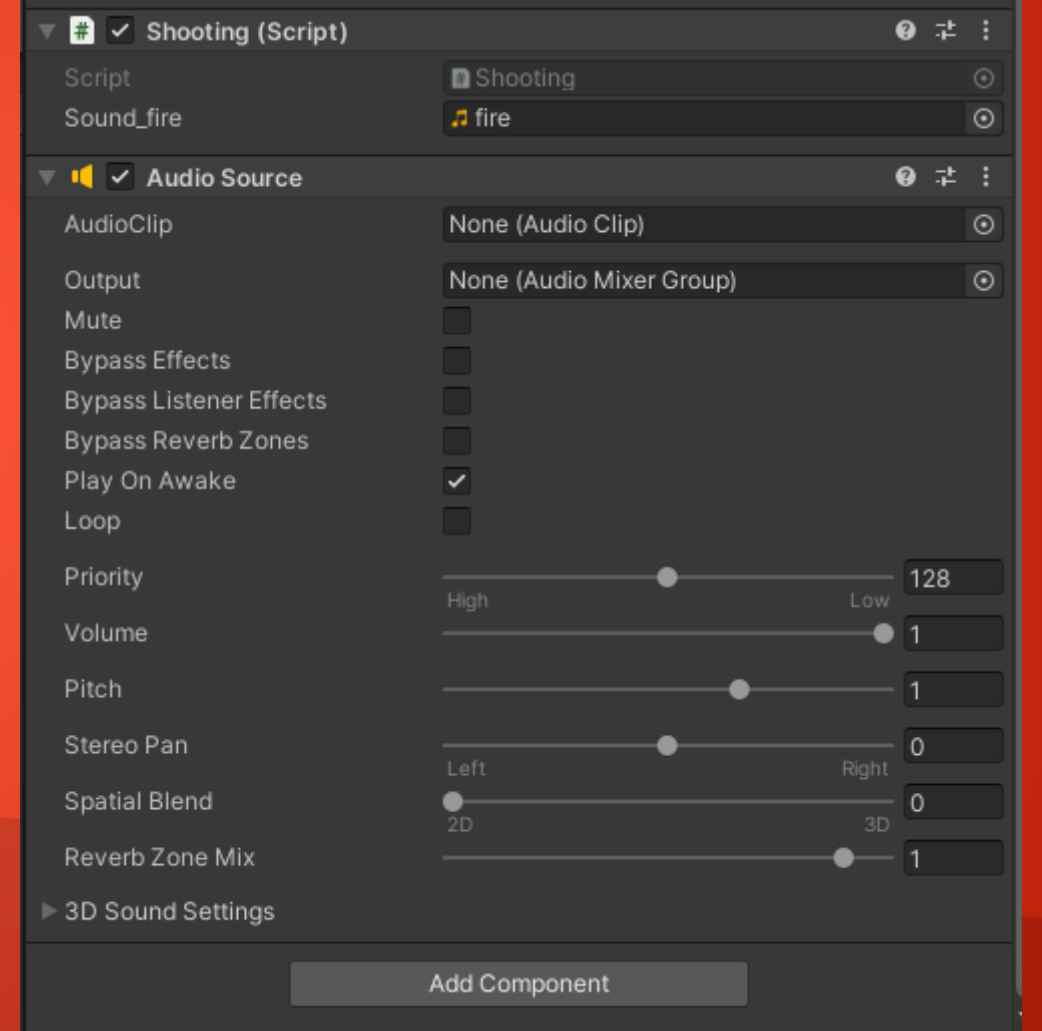 # Shooting (Script)
Script # Shooting
Sound_fire fire
Audio Source
AudioClip None (Audio Clip)
Output None (Audio Mixer Group)
Mute
Bypass Effects
Bypass Listener Effects
Bypass Reverb Zones
Play On Awake
Loop
Priority 128
High Low
Volume 1
Pitch 1
Stereo Pan 0
Left Right
Spatial Blend 0
2D 3D
Reverb Zone Mix 1
3D Sound Settings
Add Component